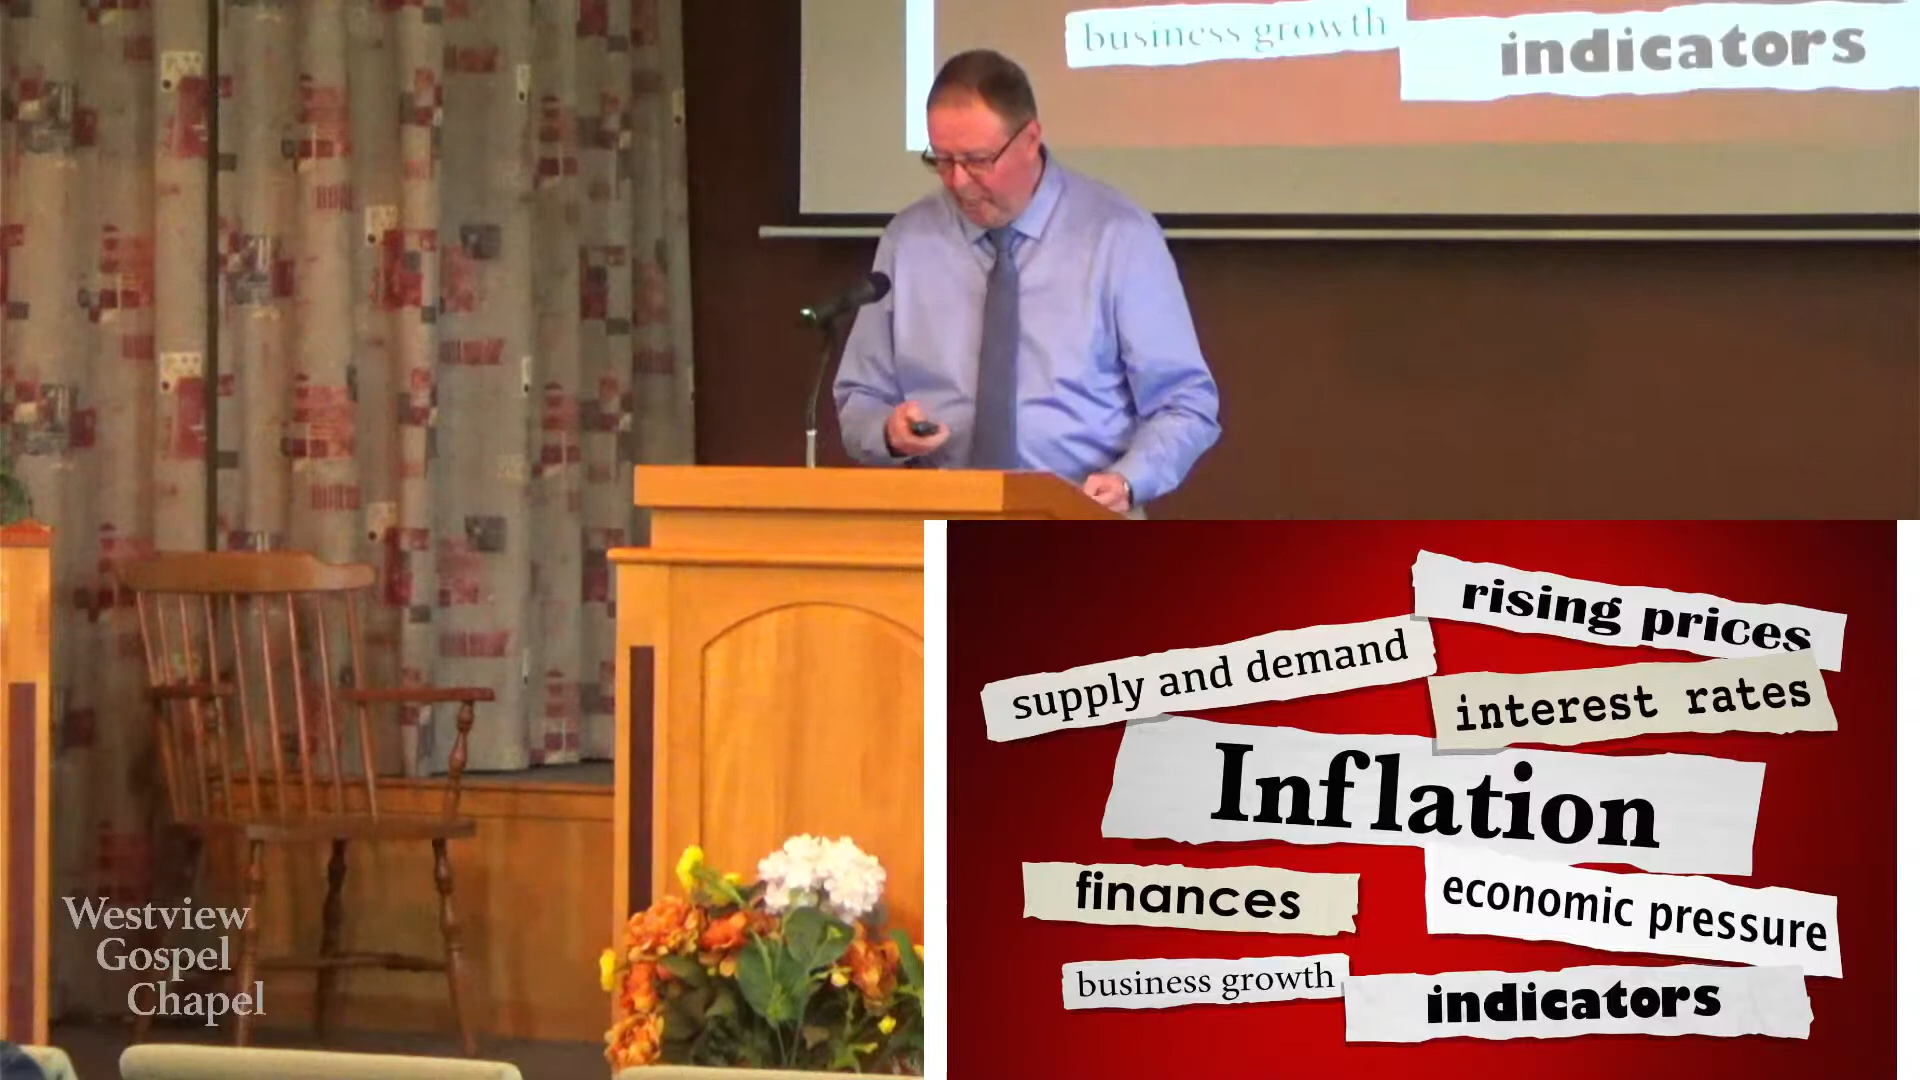 business growth
indicators
rising prices
supply and demand
interest rates
Inflation
finances
economic pressure
business growth
indicators
Westview
Gospel
Chapel